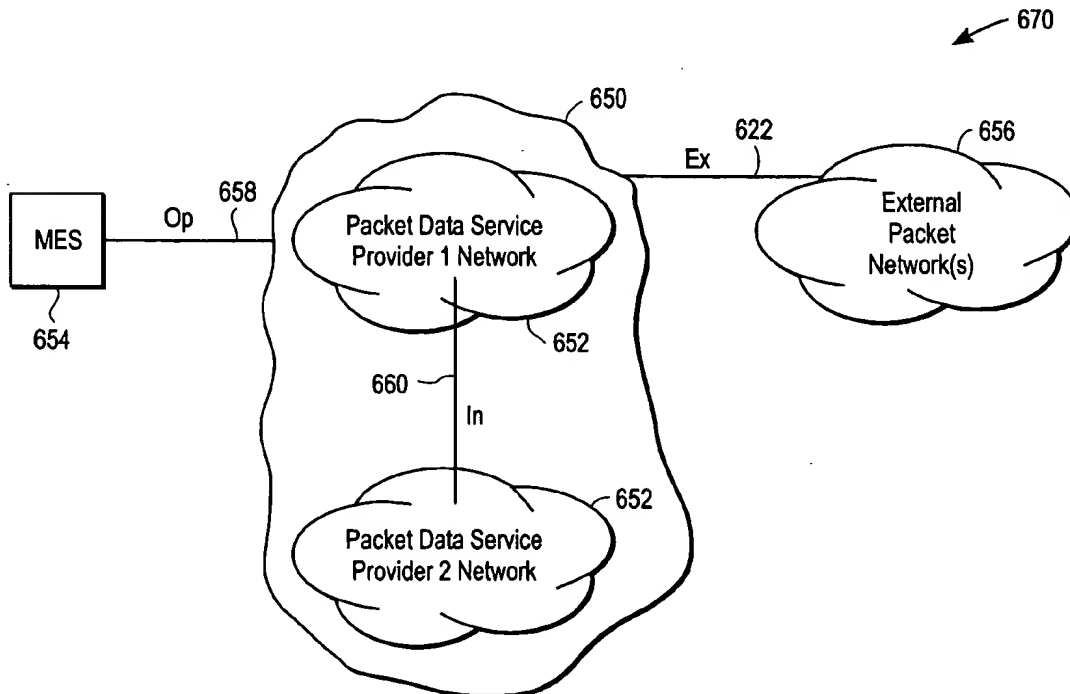 670
650
656
622
Ex
658
Op
MES
654
Packet Data Service
Provider 1 Network
External
Packet
Network(s)
652
660
In
652
Packet Data Service
Provider 2 Network